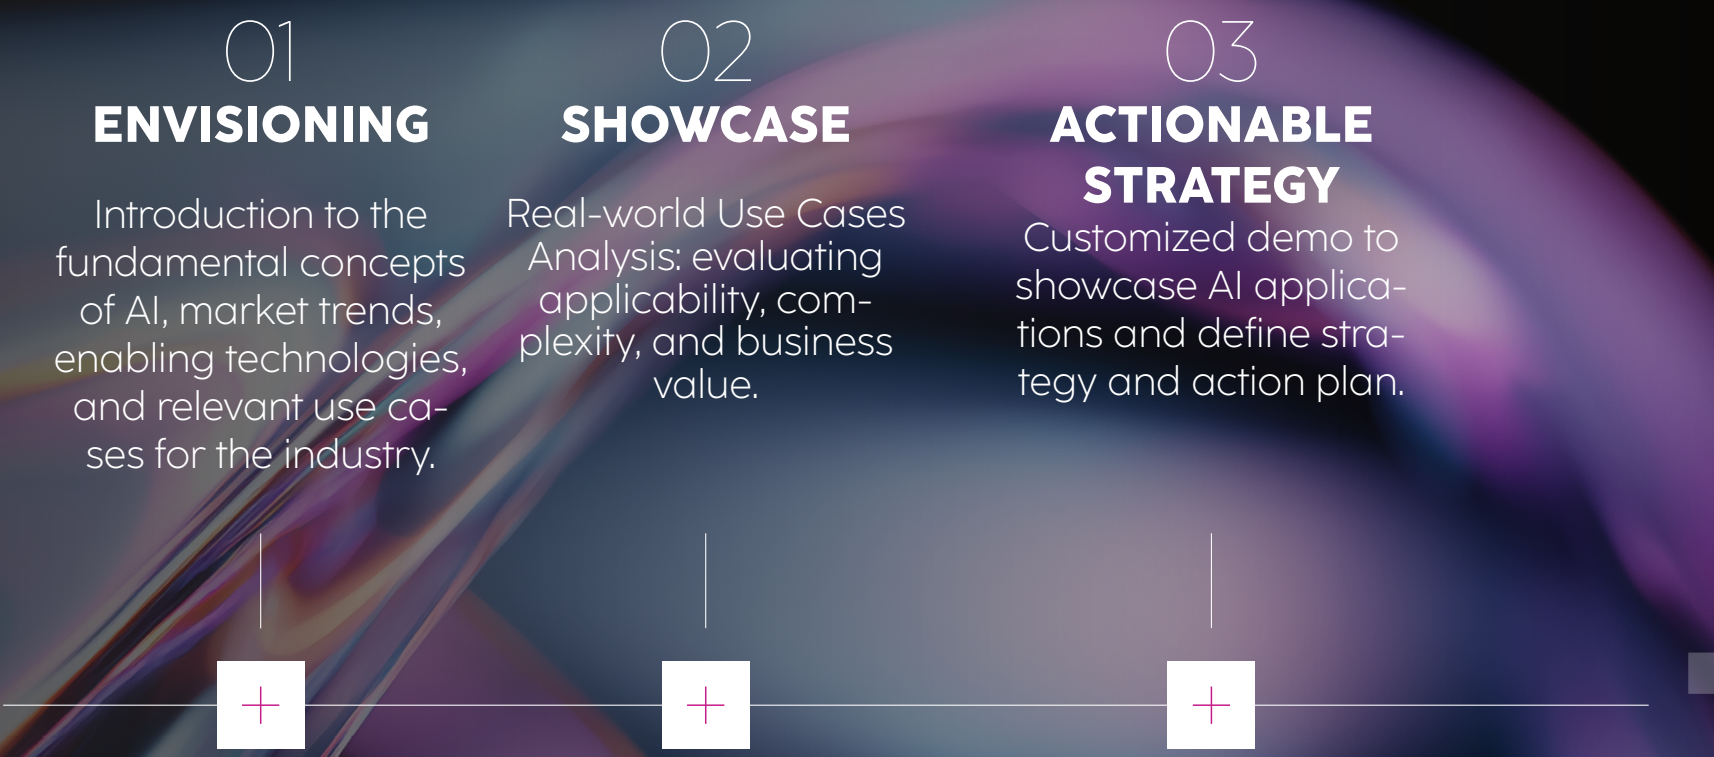 01
ENVISIONING
Introduction to the
fundamental concepts
of AI, market trends,
enabling technologies,
and relevant use ca-
ses for the industry.
02
SHOWCASE
Real-world Use Cases
Analysis: evaluating
applicability, com-
plexity, and business
value.
03
ACTIONABLE
STRATEGY
Customized demo to
showcase AI applica-
tions and define stra-
tegy and action plan.